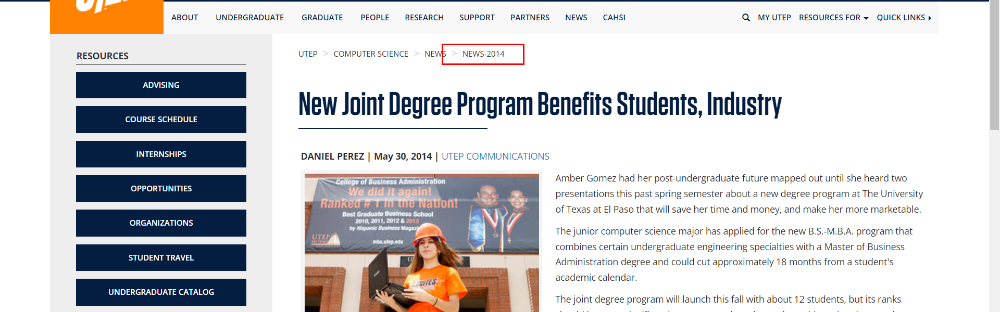 ABOUT UNDERGRADUATE GRADUATE PEOPLE RESEARCH SUPPORT PARTNERS NEWS CAHSI MY UTEP RESOURCES FOR QUICK LINKS
RESOURCES
ADVISING
COURSE SCHEDULE
INTERNSHIPS
OPPORTUNITIES
ORGANIZATIONS
STUDENT TRAVEL
UNDERGRADUATE CATALOG
UTEP > COMPUTER SCIENCE > NEWS > NEWS-2014
New Joint Degree Program Benefits Students, Industry
DANIEL PEREZ | May 30, 2014 | UTEP COMMUNICATIONS
College of Business Administration
We did it again!
Ranked # 1 in the Nation!
Best Graduate Business School
2010, 2011, 2012 & 2013
by Hispanic Business
UTEP
mba.utep.edu
Amber Gomez had her post-undergraduate future mapped out until she heard two
presentations this past spring semester about a new degree program at The University
of Texas at El Paso that will save her time and money, and make her more marketable.
The junior computer science major has applied for the new B.S.-M.B.A. program that
combines certain undergraduate engineering specialties with a Master of Business
Administration degree and could cut approximately 18 months from a student's
academic calendar.
The joint degree program will launch this fall with about 12 students, but its ranks